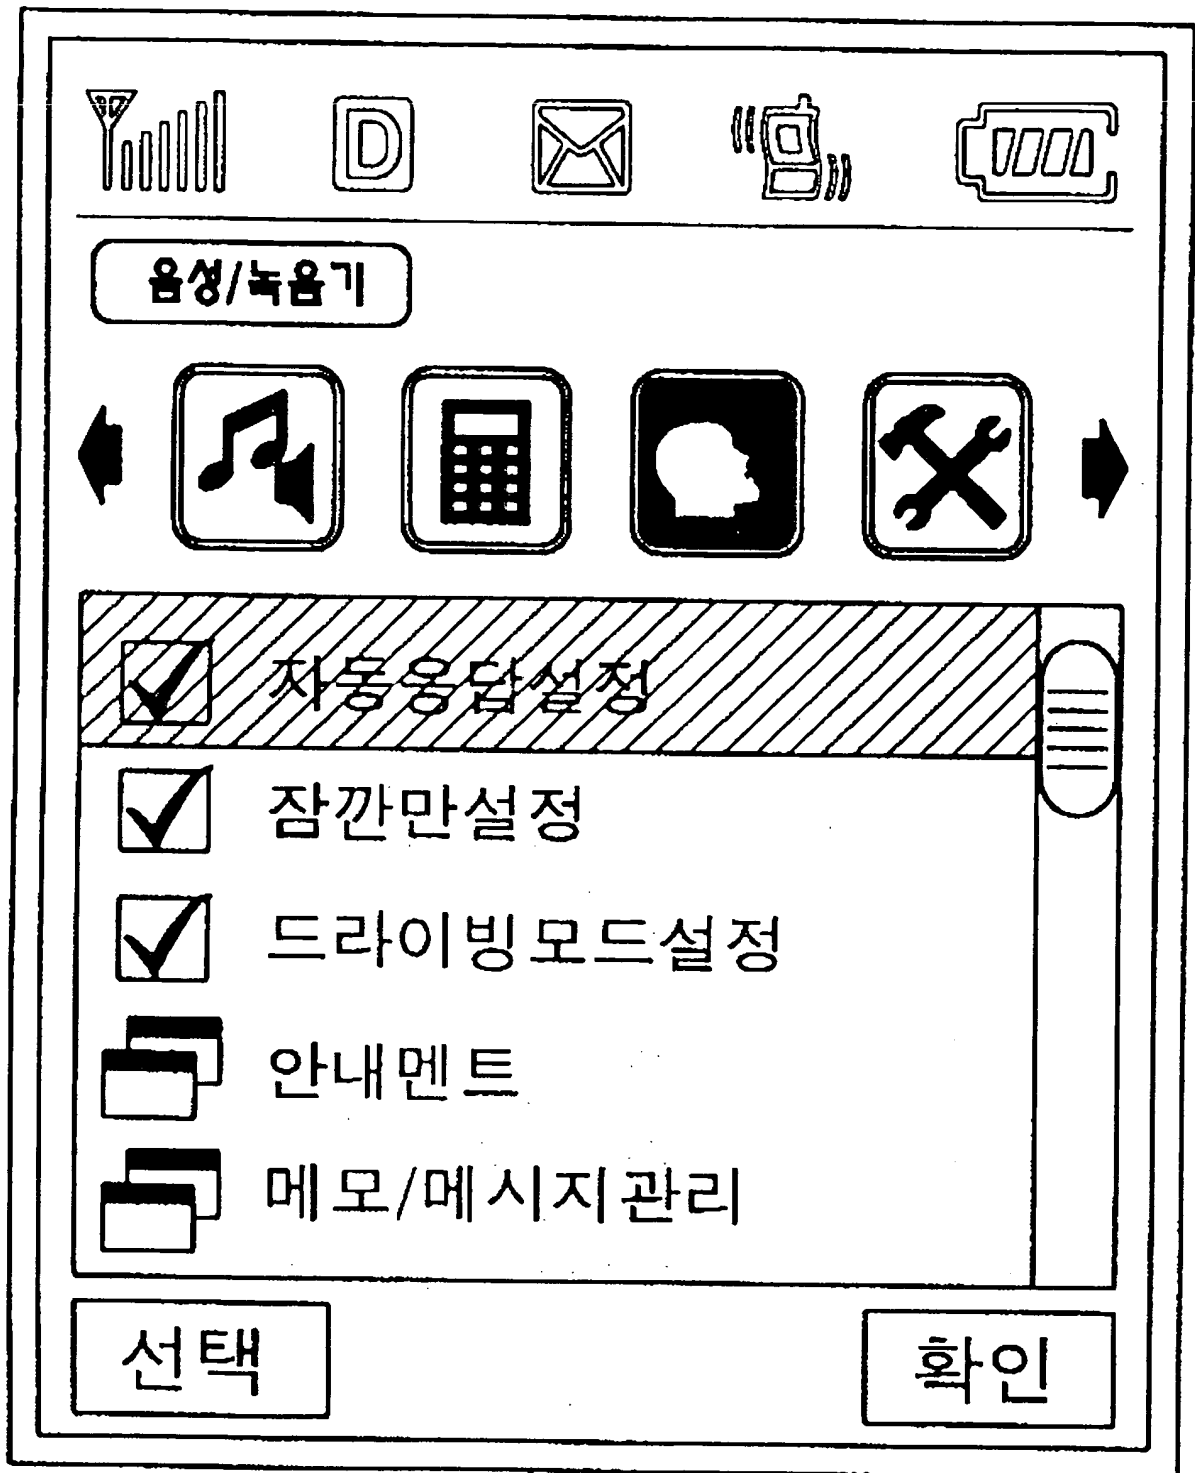 D
음성/녹음기
자동응답설정
잠깐만설정
드라이빙모드설정
안내멘트
메모/메시지관리
선택
확인